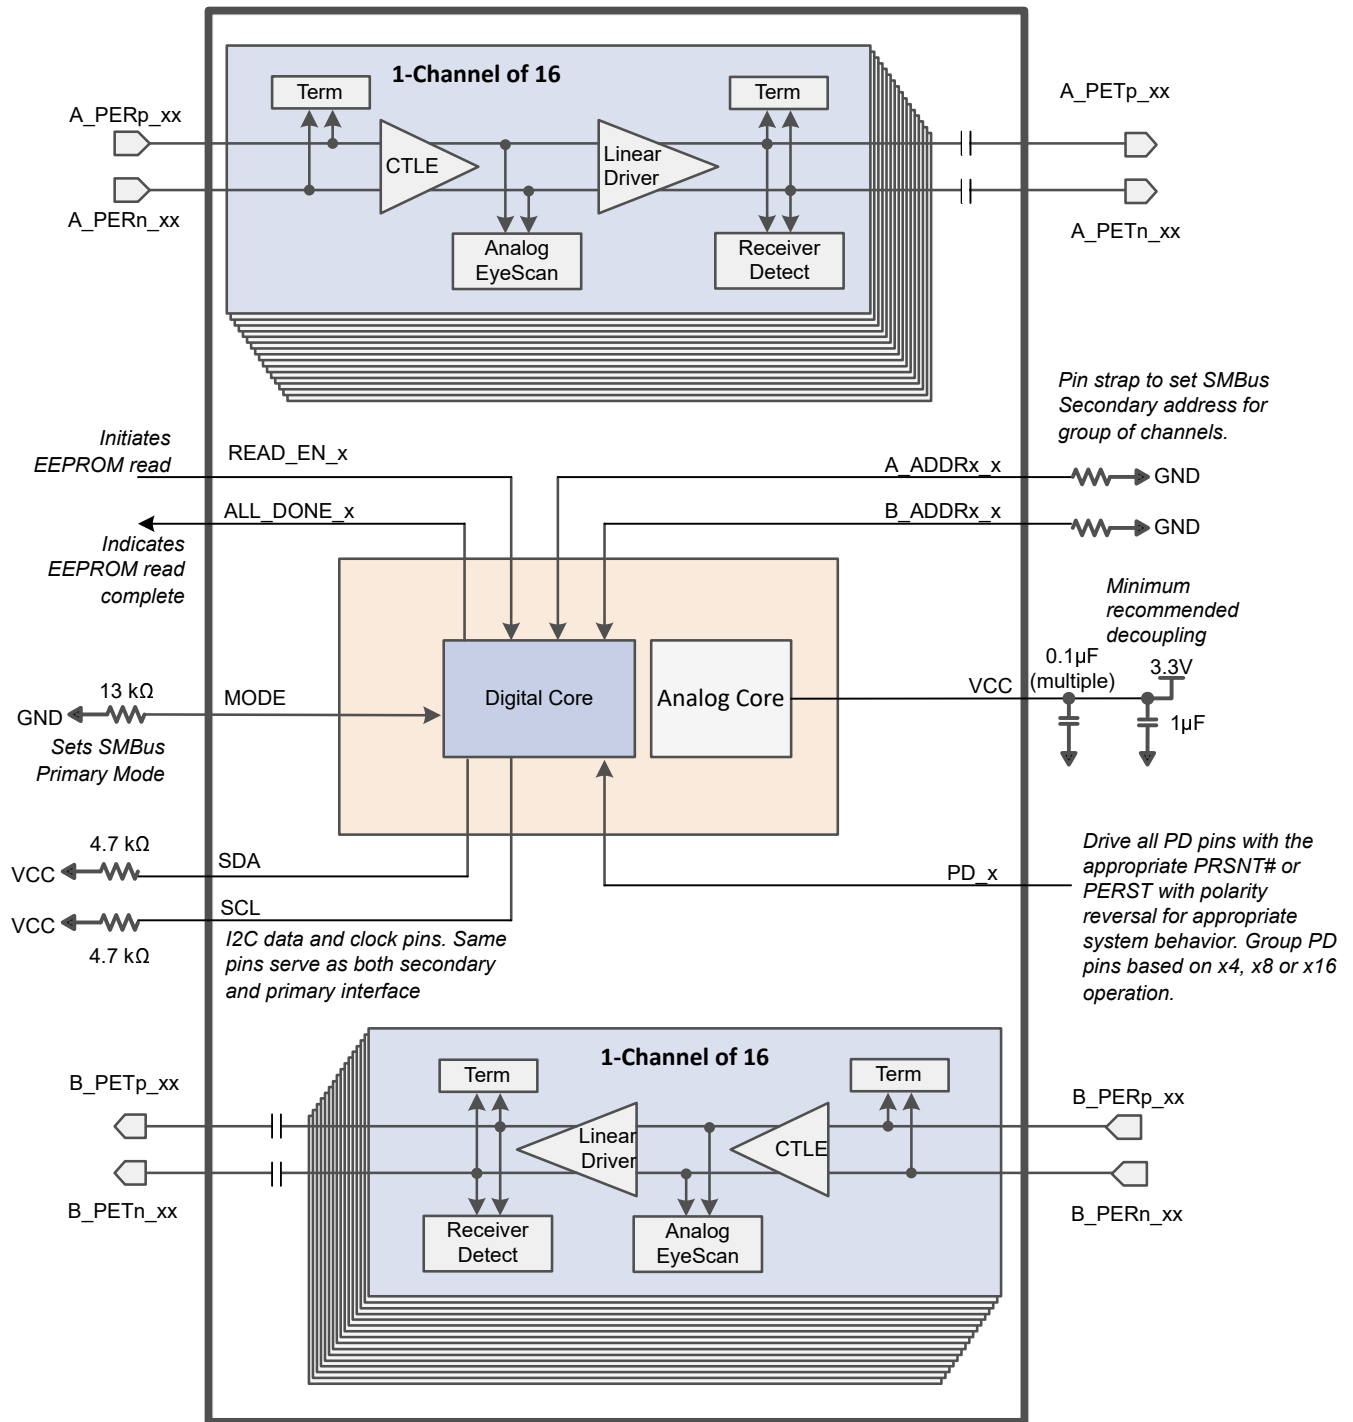 1-Channel of 16
Term
Term
A_PERp_xx
A_PETp_xx
CTLE
Linear
Driver
A_PERn_xx
A_PETn_xx
Analog
EyeScan
Receiver
Detect
Pin strap to set SMBus
Secondary address for
group of channels.
Initiates
EEPROM read
READ_EN_x
A_ADDRx_x
GND
ALL_DONE_x
B_ADDRx_x
GND
Indicates
EEPROM read
complete
Minimum
recommended
decoupling
0.1µF
(multiple)
3.3V
1µF
13 kΩ
GND
MODE
Digital Core
Analog Core
VCC
Sets SMBus
Primary Mode
4.7 kΩ
VCC
SDA
PD_x
VCC
SCL
4.7 kΩ
I2C data and clock pins. Same
pins serve as both secondary
and primary interface
Drive all PD pins with the
appropriate PRSNT# or
PERST with polarity
reversal for appropriate
system behavior. Group PD
pins based on x4, x8 or x16
operation.
1-Channel of 16
Term
Term
B_PETp_xx
B_PERp_xx
Linear
Driver
CTLE
B_PETn_xx
B_PERn_xx
Receiver
Detect
Analog
EyeScan